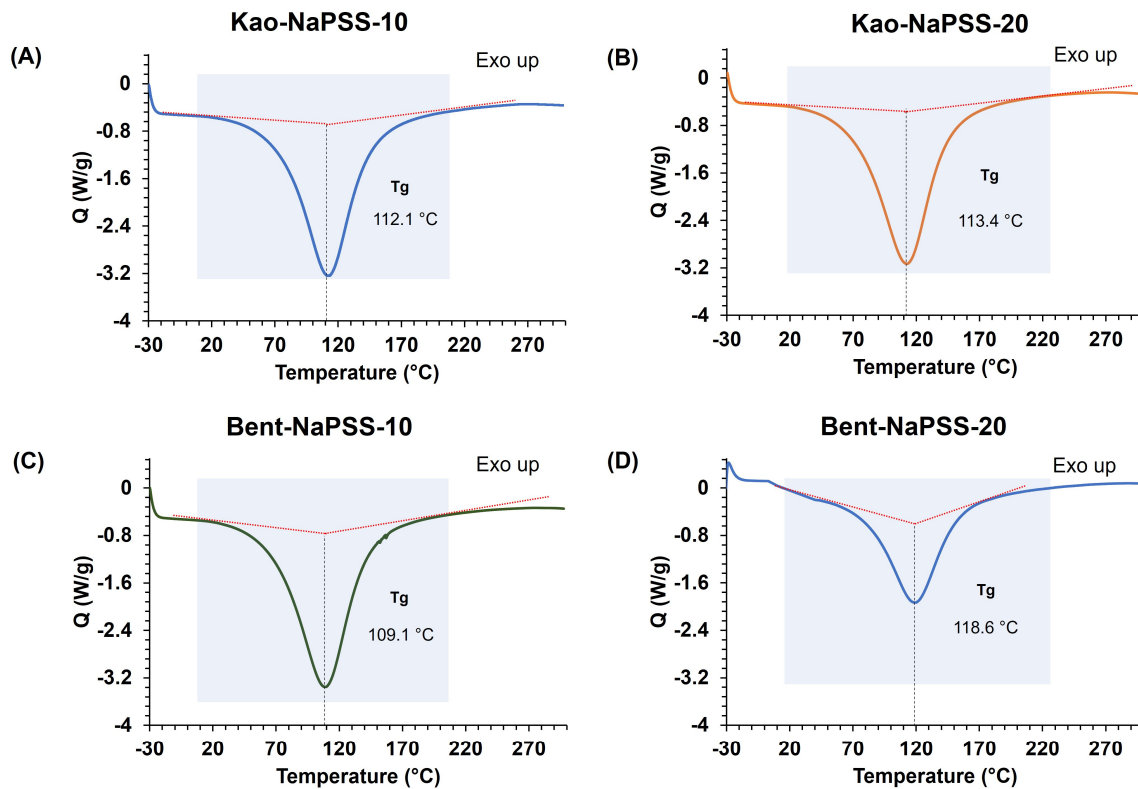 Kao-NaPSS-10
(A)
Exo up
0
-0.8
-1.6
-2.4
-3.2
-4
Q (W/g)
Tg
112.1 °C
-30 20 70 120 170 220 270
Temperature (°C)
Kao-NaPSS-20
(B)
Exo up
0
-0.8
-1.6
-2.4
-3.2
-4
Q (W/g)
Tg
113.4 °C
-30 20 70 120 170 220 270
Temperature (°C)
Bent-NaPSS-10
(C)
Exo up
0
-0.8
-1.6
-2.4
-3.2
-4
Q (W/g)
Tg
109.1 °C
-30 20 70 120 170 220 270
Temperature (°C)
Bent-NaPSS-20
(D)
Exo up
0
-0.8
-1.6
-2.4
-3.2
-4
Q (W/g)
Tg
118.6 °C
-30 20 70 120 170 220 270
Temperature (°C)